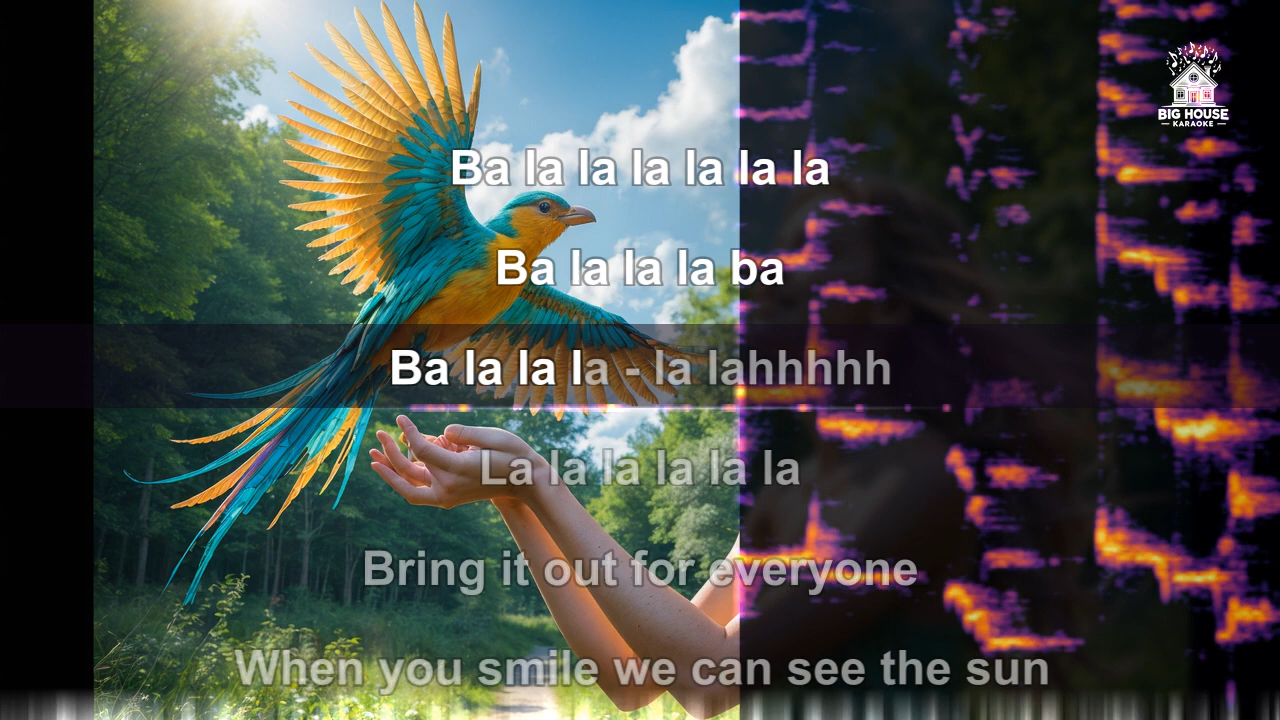 BIG HOUSE
KARAOKE
Ba la la la la la la
Ba la la la ba
Ba la la la - la lahhhhh
La la la la la la
Bring it out for everyone
When you smile we can see the sun